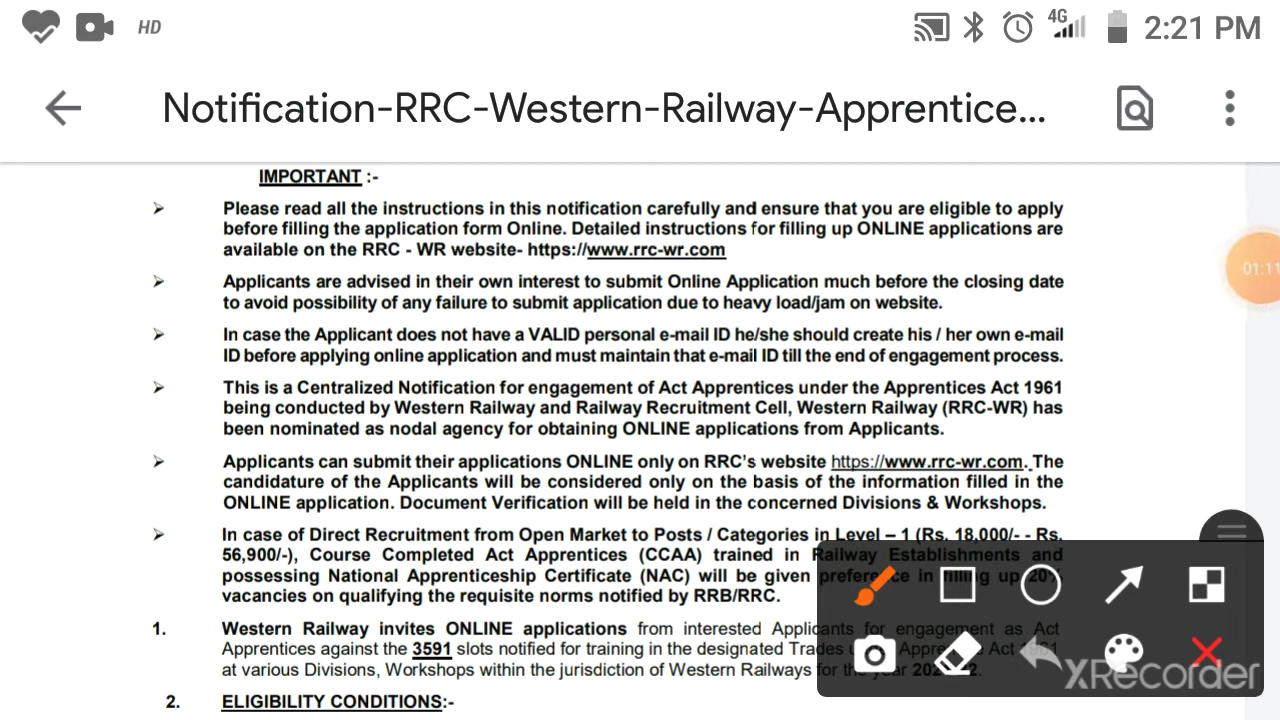 HD
4G
2:21 PM
Notification-RRC-Western-Railway-Apprentice...
IMPORTANT :-
➢ Please read all the instructions in this notification carefully and ensure that you are eligible to apply
before filling the application form Online. Detailed instructions for filling up ONLINE applications are
available on the RRC - WR website- https://www.rrc-wr.com
➢ Applicants are advised in their own interest to submit Online Application much before the closing date
to avoid possibility of any failure to submit application due to heavy load/jam on website.
➢ In case the Applicant does not have a VALID personal e-mail ID he/she should create his / her own e-mail
ID before applying online application and must maintain that e-mail ID till the end of engagement process.
➢ This is a Centralized Notification for engagement of Act Apprentices under the Apprentices Act 1961
being conducted by Western Railway and Railway Recruitment Cell, Western Railway (RRC-WR) has
been nominated as nodal agency for obtaining ONLINE applications from Applicants.
➢ Applicants can submit their applications ONLINE only on RRC's website https://www.rrc-wr.com. The
candidature of the Applicants will be considered only on the basis of the information filled in the
ONLINE application. Document Verification will be held in the concerned Divisions & Workshops.
➢ In case of Direct Recruitment from Open Market to Posts / Categories in Level – 1 (Rs. 18,000/- - Rs.
56,900/-), Course Completed Act Apprentices (CCAA) trained in Railway Establishments and
possessing National Apprenticeship Certificate (NAC) will be given preference in filling up 20%
vacancies on qualifying the requisite norms notified by RRB/RRC.
1. Western Railway invites ONLINE applications from interested Applicants for engagement as Act
Apprentices against the 3591 slots notified for training in the designated Trades Act
at various Divisions, Workshops within the jurisdiction of Western Railways for
2. ELIGIBILITY CONDITIONS:-
01:11
XRecorder